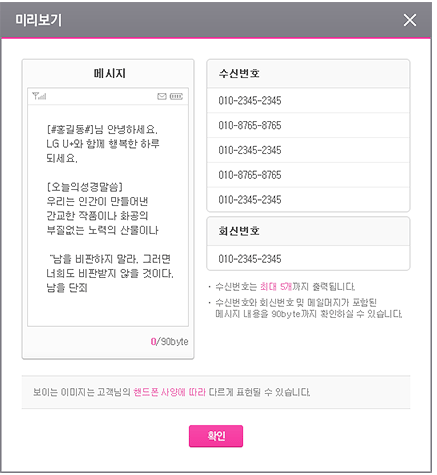 미리보기
메시지
[#홍길동#]님 안녕하세요.
LG U+와 함께 행복한 하루
되세요.
[오늘의성경말씀]
우리는 인간이 만들어낸
간교한 작품이나 화공의
부질없는 노력의 산물이나
"남을 비판하지 말라. 그러면
너희도 비판받지 않을 것이다.
남을 단죄
0/90byte
수신번호
010-2345-2345
010-8765-8765
010-2345-2345
010-8765-8765
010-2345-2345
회신번호
010-2345-2345
· 수신번호는 최대 5개까지 출력됩니다.
· 수신번호와 회신번호 및 메일머지가 포함된
메시지 내용을 90byte까지 확인하실 수 있습니다.
보이는 이미지는 고객님의 핸드폰 사양에 따라 다르게 표현될 수 있습니다.
확인